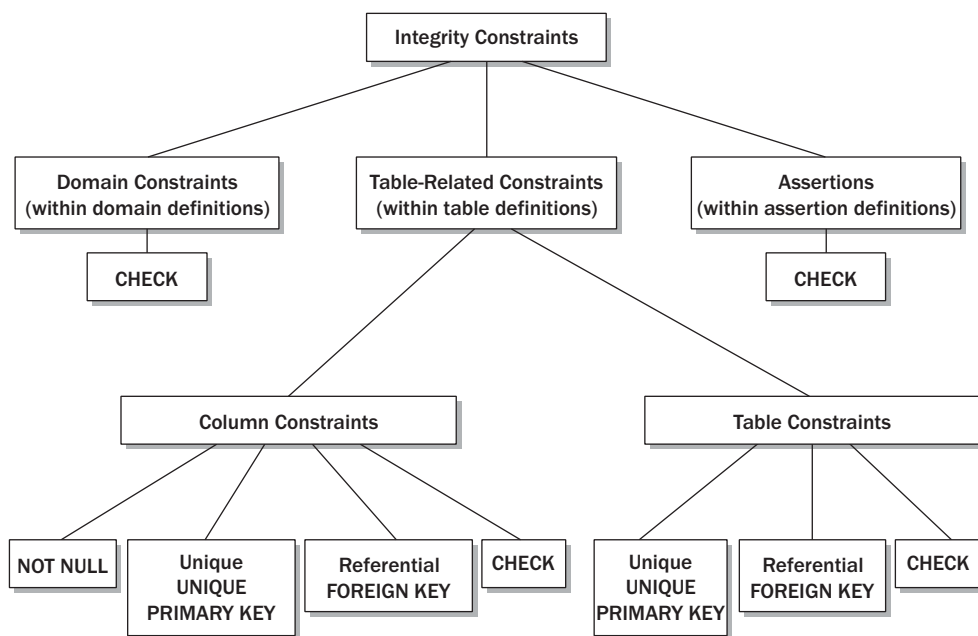 Integrity Constraints
Domain Constraints
(within domain definitions)
Table-Related Constraints
(within table definitions)
Assertions
(within assertion definitions)
CHECK
CHECK
Column Constraints
Table Constraints
NOT NULL
Unique
UNIQUE
PRIMARY KEY
Referential
FOREIGN KEY
CHECK
Unique
UNIQUE
PRIMARY KEY
Referential
FOREIGN KEY
CHECK